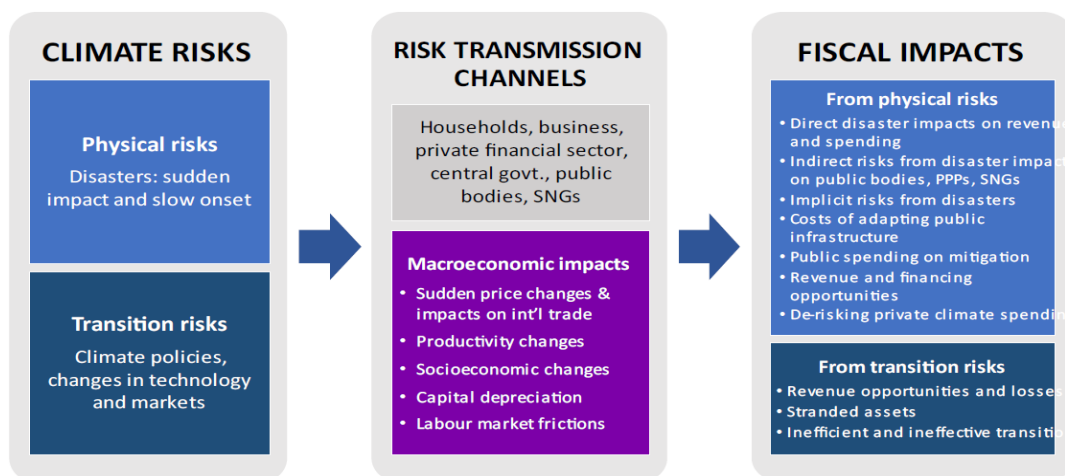 CLIMATE RISKS
Physical risks
Disasters: sudden
impact and slow onset
Transition risks
Climate policies,
changes in technology
and markets
RISK TRANSMISSION
CHANNELS
Households, business,
private financial sector,
central govt., public
bodies, SNGs
Macroeconomic impacts
• Sudden price changes &
impacts on int'l trade
• Productivity changes
• Socioeconomic changes
• Capital depreciation
• Labour market frictions
FISCAL IMPACTS
From physical risks
• Direct disaster impacts on revenue
and spending
• Indirect risks from disaster impact
on public bodies, PPPs, SNGs
• Implicit risks from disasters
• Costs of adapting public
infrastructure
• Public spending on mitigation
• Revenue and financing
opportunities
• De-risking private climate spendin
From transition risks
• Revenue opportunities and losses
• Stranded assets
• Inefficient and ineffective transitio